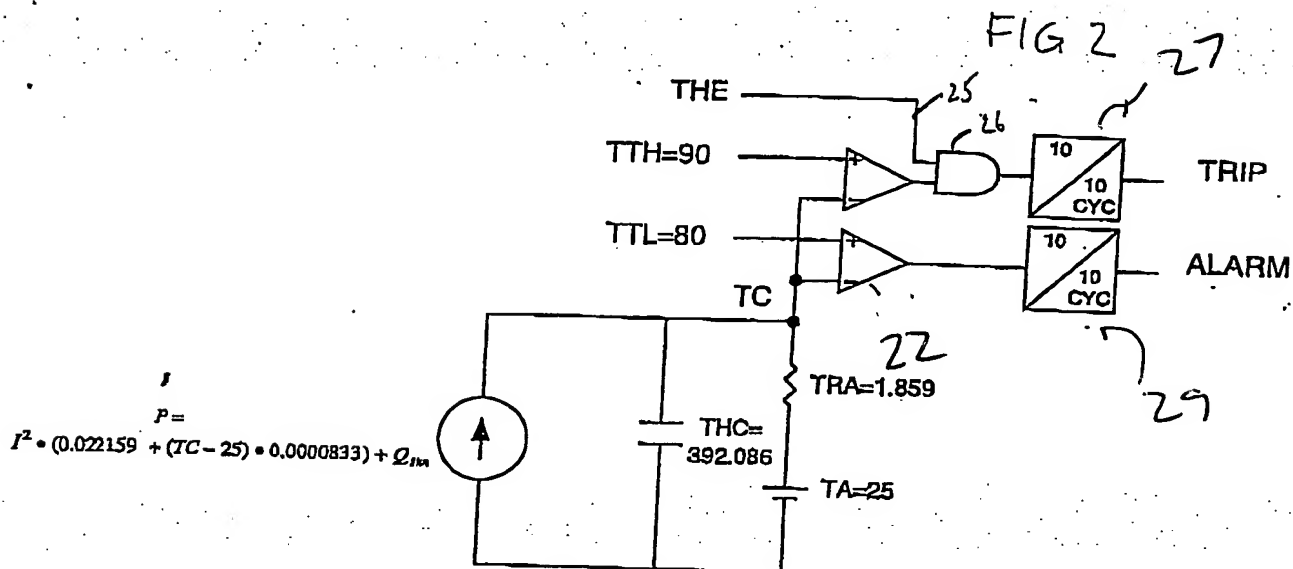 FIG 2
27
THE
25
26
TTH=90
+
−
10
10
CYC
TRIP
TTL=80
+
−
10
10
CYC
ALARM
TC
22
29
TRA=1.859
P=
I² • (0.022159 + (TC − 25) • 0.0000833) + Q
THC=
392.086
TA=25